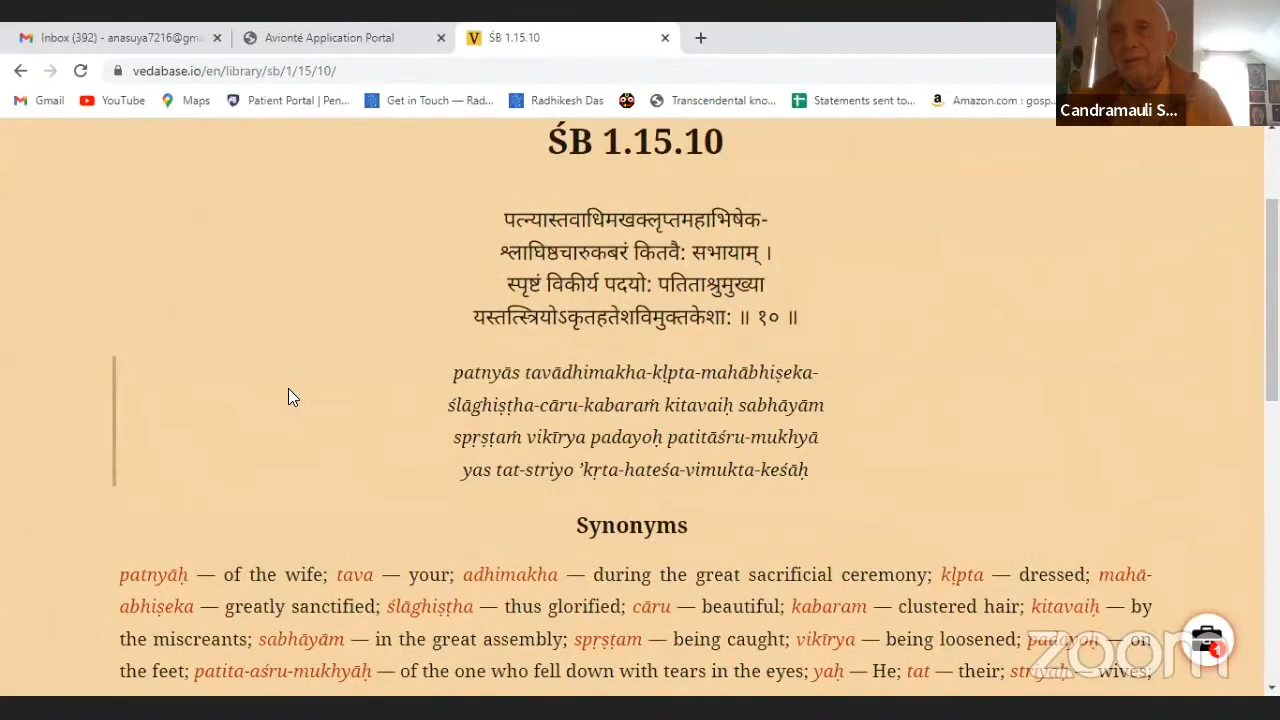 Inbox (392) - anasuya7216@gma
Avionté Application Portal
ŚB 1.15.10
vedabase.io/en/library/sb/1/15/10/
Gmail
YouTube
Maps
Patient Portal | Pen...
Get in Touch — Rad...
Radhikesh Das
Transcendental kno...
Statements sent to...
Amazon.com : gosp...
Candramauli S...
ŚB 1.15.10
पत्न्यास्तवाधिमखक्लृप्तमहाभिषेक-
श्लाघिष्ठचारुकबरं कितवै: सभायाम् ।
स्पृष्टं विकीर्य पदयो: पतिताश्रुमुख्या
यस्तत्स्त्रियोऽकृतहतेशविमुक्तकेशा: ॥ १० ॥
patnyās tavādhimakha-kḷpta-mahābhiṣeka-
ślāghiṣṭha-cāru-kabaraṁ kitavaiḥ sabhāyām
spṛṣṭaṁ vikīrya padayoḥ patitāśru-mukhyā
yas tat-striyo ’kṛta-hateśa-vimukta-keśāḥ
Synonyms
patnyāḥ — of the wife; tava — your; adhimakha — during the great sacrificial ceremony; kḷpta — dressed; mahā-
abhiṣeka — greatly sanctified; ślāghiṣṭha — thus glorified; cāru — beautiful; kabaram — clustered hair; kitavaiḥ — by
the miscreants; sabhāyām — in the great assembly; spṛṣṭam — being caught; vikīrya — being loosened; padayoḥ — on
the feet; patita-aśru-mukhyāḥ — of the one who fell down with tears in the eyes; yaḥ — He; tat — their; striyaḥ — wives;
1
zoom